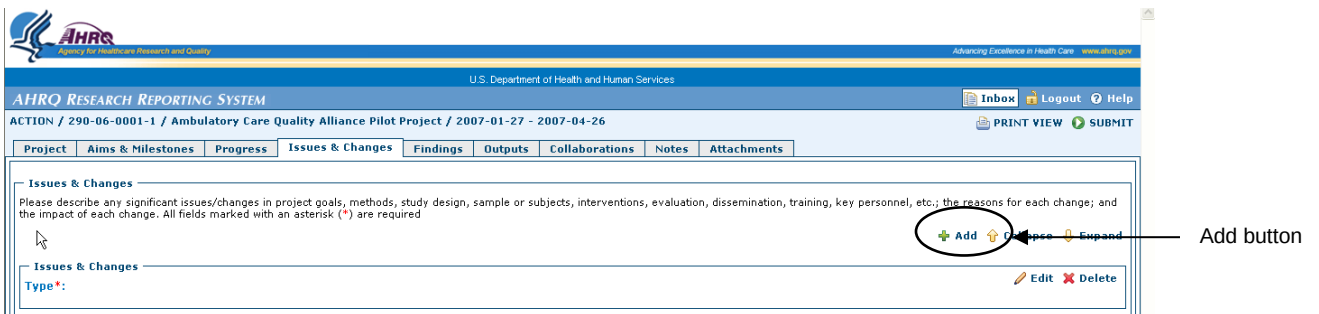 AHRQ
Agency for Healthcare Research and Quality
Advancing Excellence in Health Care www.ahrq.gov
U.S. Department of Health and Human Services
AHRQ RESEARCH REPORTING SYSTEM
Inbox Logout Help
ACTION / 290-06-0001-1 / Ambulatory Care Quality Alliance Pilot Project / 2007-01-27 - 2007-04-26
PRINT VIEW SUBMIT
Project Aims & Milestones Progress Issues & Changes Findings Outputs Collaborations Notes Attachments
Issues & Changes
Please describe any significant issues/changes in project goals, methods, study design, sample or subjects, interventions, evaluation, dissemination, training, key personnel, etc.; the reasons for each change; and
the impact of each change. All fields marked with an asterisk (*) are required
Add Collapse Expand
Add button
Issues & Changes
Edit Delete
Type*: